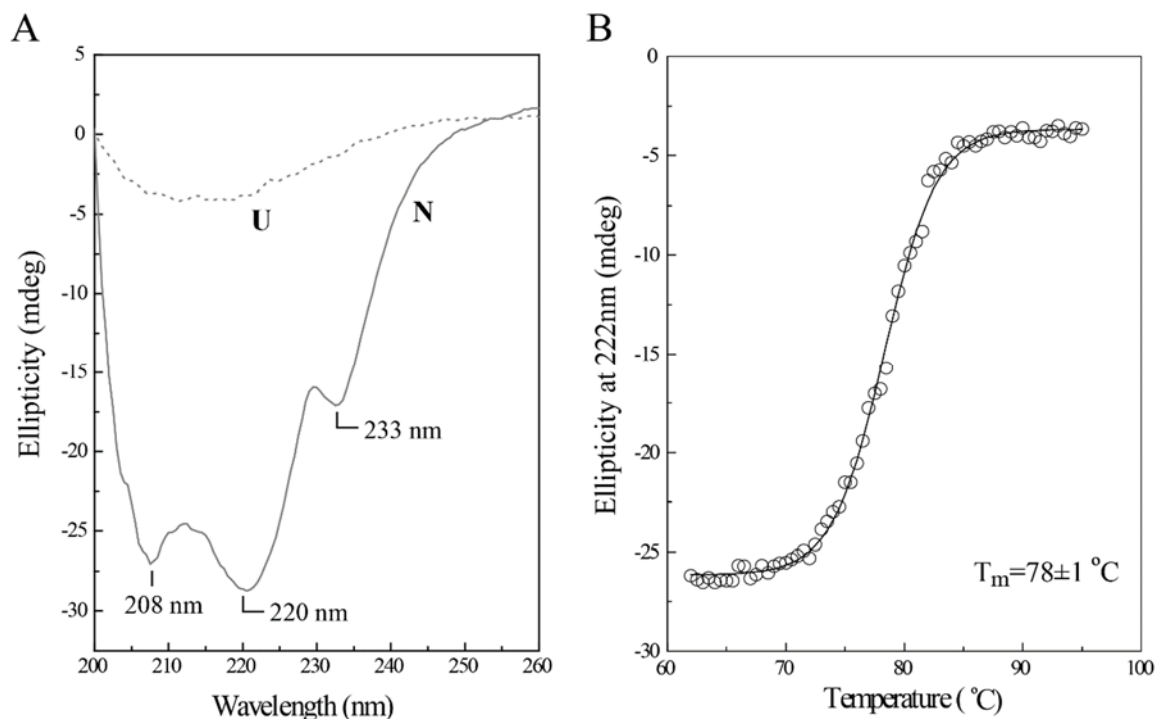 A
5
0
-5
-10
-15
-20
-25
-30
Ellipticity (mdeg)
U
N
233 nm
208 nm
220 nm
200 210 220 230 240 250 260
Wavelength (nm)
B
0
-5
-10
-15
-20
-25
-30
Ellipticity at 222nm (mdeg)
Tm=78±1 °C
60 70 80 90 100
Temperature ( °C)